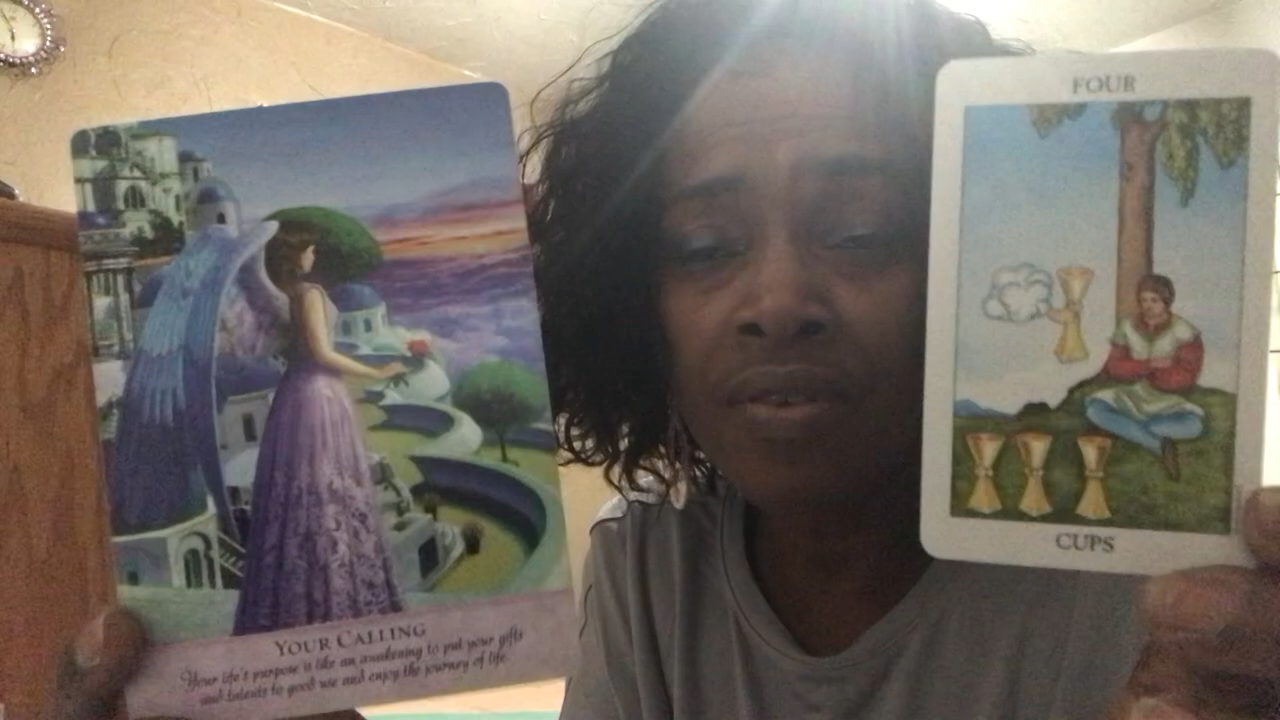 YOUR CALLING
Your life's purpose is like an awakening to put your gifts
and talents to good use and enjoy the journey of life.
FOUR
CUPS